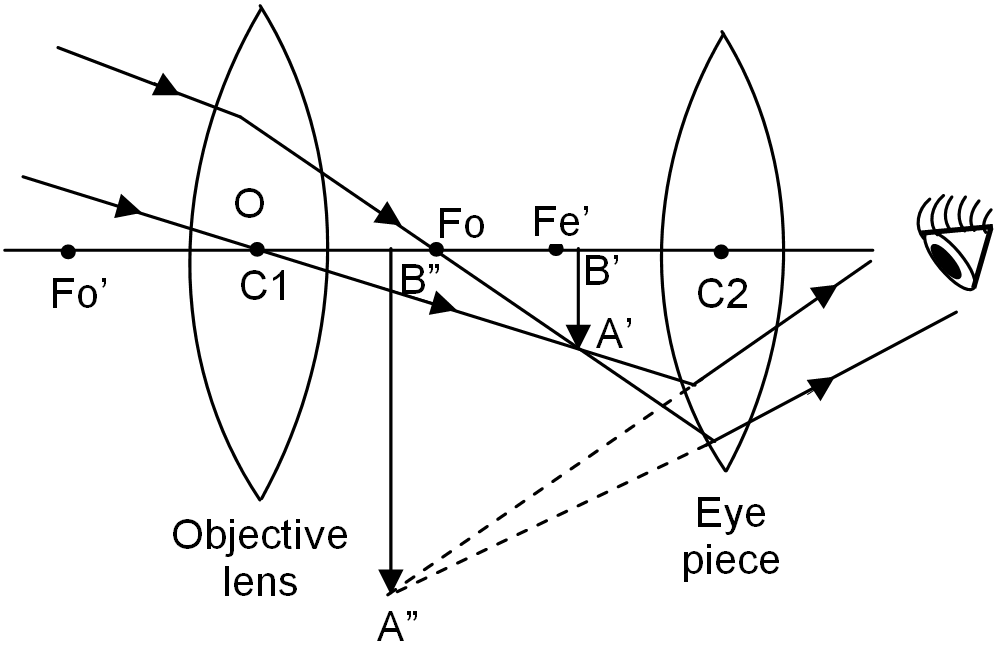 O
Fo
Fe’
Fo’
C1
B”
B’
C2
A’
Objective
lens
Eye
piece
A”